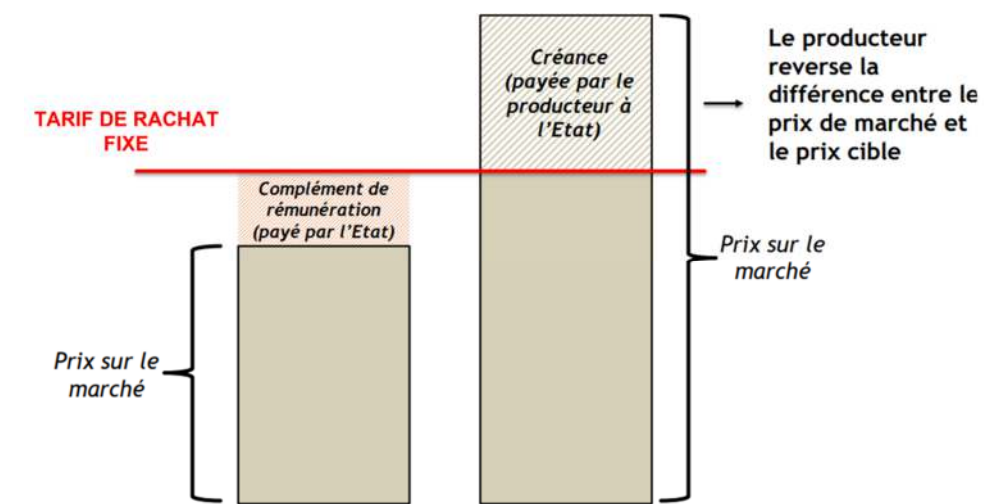 TARIF DE RACHAT
FIXE
Complément de
rémunération
(payé par l’Etat)
Prix sur le
marché
Créance
(payée par le
producteur à
l’Etat)
Le producteur
reverse la
différence entre le
prix de marché et
le prix cible
Prix sur le
marché